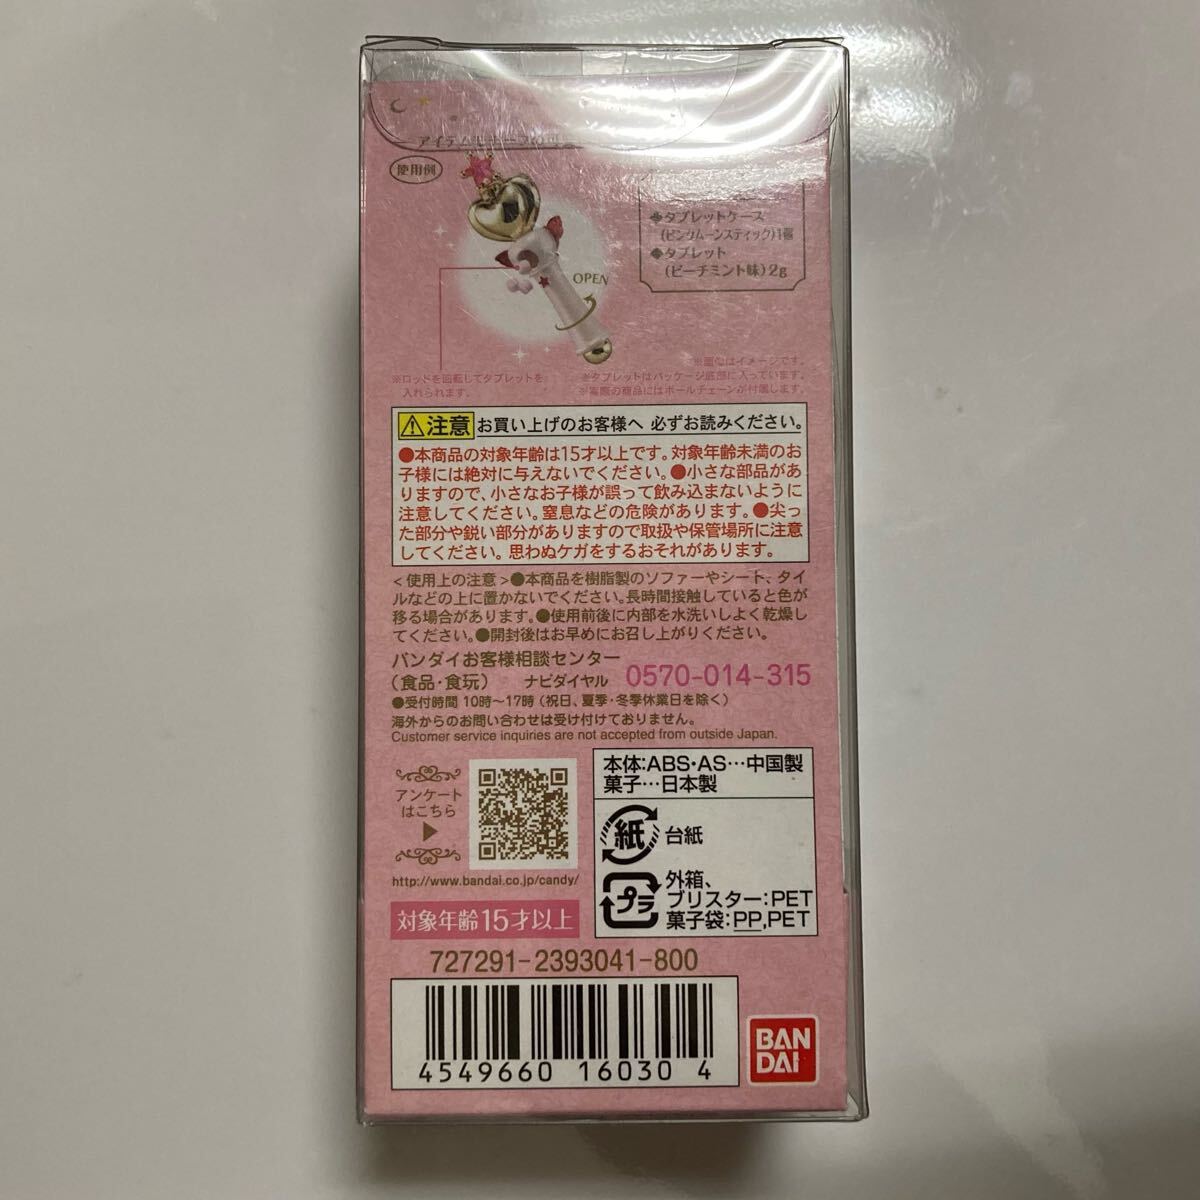 使用例
◆タブレットケース
(ピンクムーンスティック)1個
◆タブレット
(ピーチミント味)2g
OPEN
※ロッドを回転してタブレットを
入れられます。
※画像はイメージです。
※タブレットはパッケージ底部に入っています。
※実際の商品にはボールチェーンが付属します。
注意 お買い上げのお客様へ 必ずお読みください。
●本商品の対象年齢は15才以上です。対象年齢未満のお
子様には絶対に与えないでください。●小さな部品があ
りますので、小さなお子様が誤って飲み込まないように
注意してください。窒息などの危険があります。●尖っ
た部分や鋭い部分がありますので取扱や保管場所に注意
してください。思わぬケガをするおそれがあります。
<使用上の注意>●本商品を樹脂製のソファーやシート、タイ
ルなどの上に置かないでください。長時間接触していると色が
移る場合があります。●使用前後に内部を水洗いしよく乾燥し
てください。●開封後はお早めにお召し上がりください。
バンダイお客様相談センター
(食品・食玩) ナビダイヤル 0570-014-315
●受付時間 10時〜17時(祝日、夏季・冬季休業日を除く)
海外からのお問い合わせは受け付けておりません。
Customer service inquiries are not accepted from outside Japan.
アンケート
はこちら
http://www.bandai.co.jp/candy/
対象年齢15才以上
本体:ABS・AS…中国製
菓子…日本製
紙 台紙
プラ 外箱、
ブリスター:PET
菓子袋:PP,PET
727291-2393041-800
4549660 16030 4
BAN
DAI